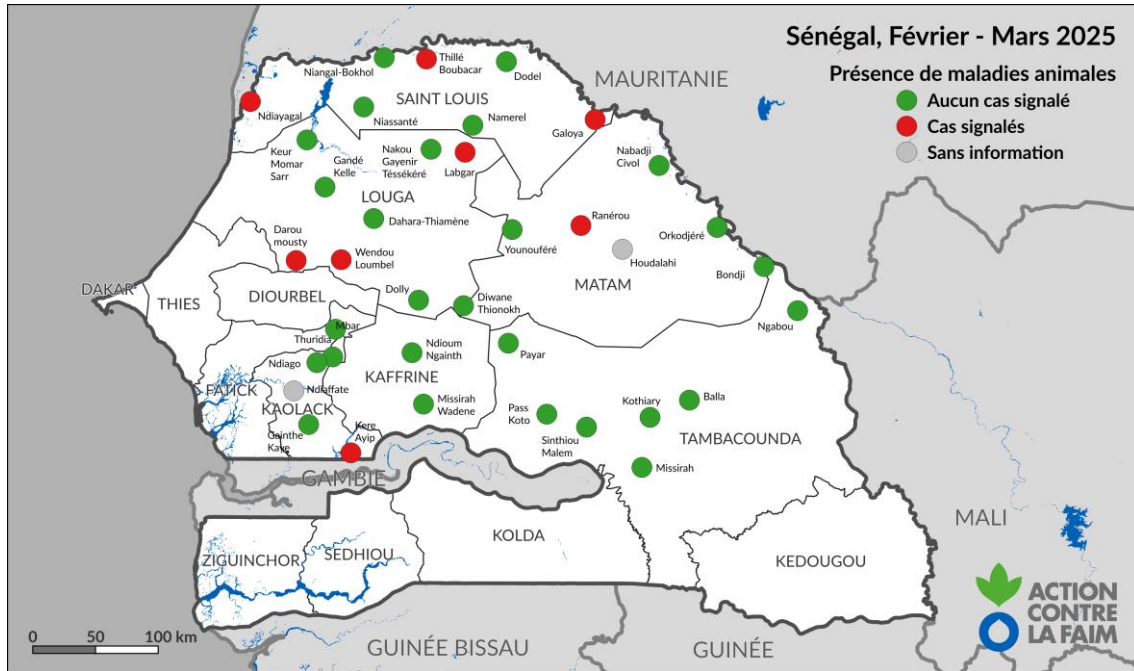 Sénégal, Février - Mars 2025
Présence de maladies animales
Aucun cas signalé
Cas signalés
Sans information
MAURITANIE
Niangal-Bokhol
Thillé
Boubacar
Dodel
SAINT LOUIS
Ndiayagal
Niassanté
Namerel
Galoya
Keur
Momar
Sarr
Gandé
Kelle
Nakou
Gayenir
Téssékéré
Labgar
Nabadji
Civol
LOUGA
Dahara-Thiamène
Ranérou
Younouféré
Orkodjéré
Houdalahi
Darou
mousty
Wendou
Loumbel
Bondji
MATAM
DAKAR
THIES
DIOURBEL
Dolly
Diwane
Thionokh
Ngabou
Mbar
Thuridia
Ndiago
Ndioum
Ngainth
Payar
KAFFRINE
FATICK
Ndiaffate
KAOLACK
Missirah
Wadene
Gainthe
Kaye
Kere
Ayip
Pass
Koto
Sinthiou
Malem
Kothiary
Balla
TAMBACOUNDA
Missirah
GAMBIE
MALI
ZIGUINCHOR
SEDHIOU
KOLDA
KEDOUGOU
GUINÉE BISSAU
GUINÉE
0 50 100 km
ACTION
CONTRE
LA FAIM